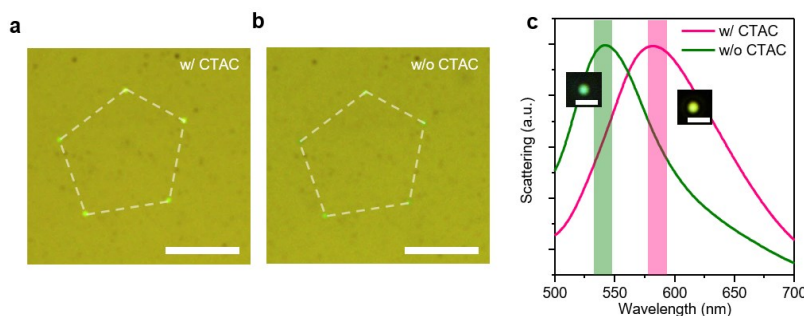 a
w/ CTAC
b
w/o CTAC
c
w/ CTAC
w/o CTAC
Scattering (a.u.)
500 550 600 650 700
Wavelength (nm)